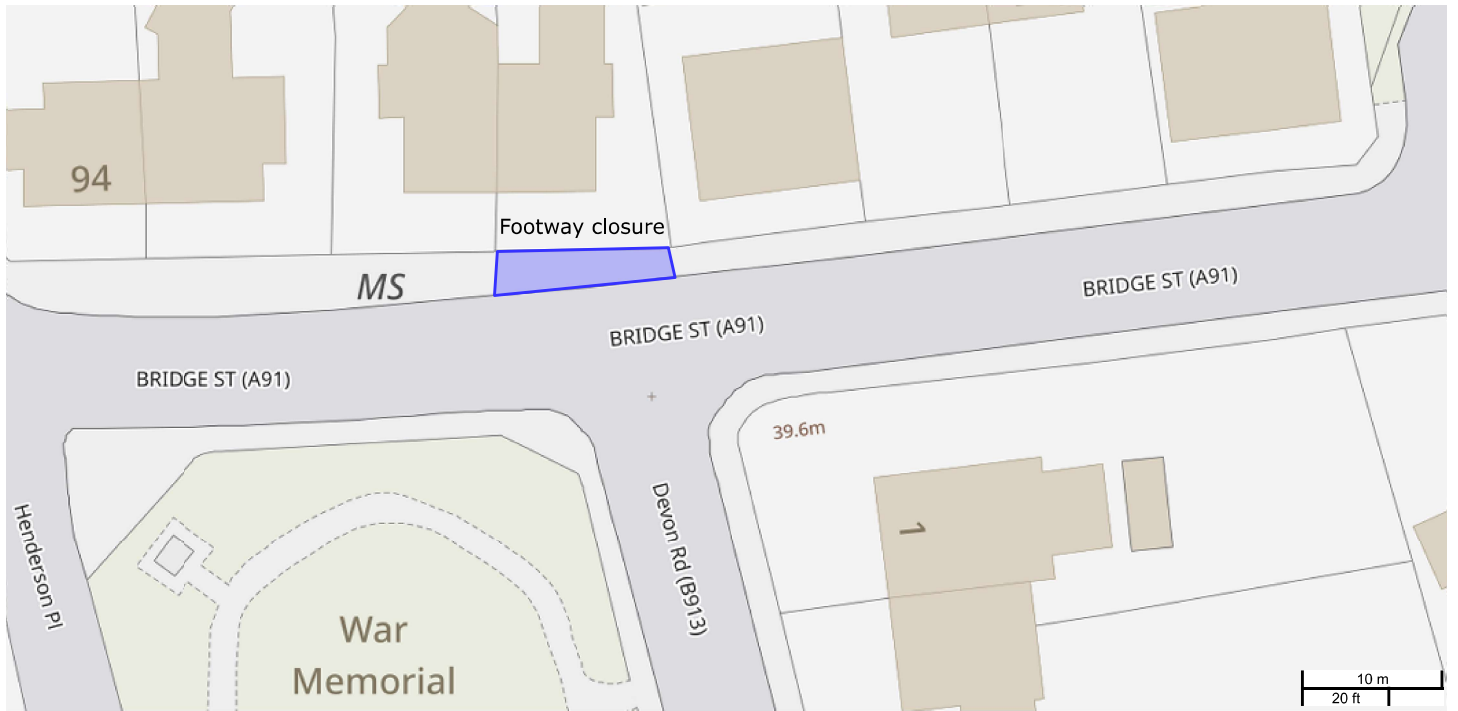 94
Footway closure
MS
BRIDGE ST (A91)
BRIDGE ST (A91)
BRIDGE ST (A91)
39.6m
Henderson Pl
Devon Rd (B913)
1
War
Memorial
10 m
20 ft